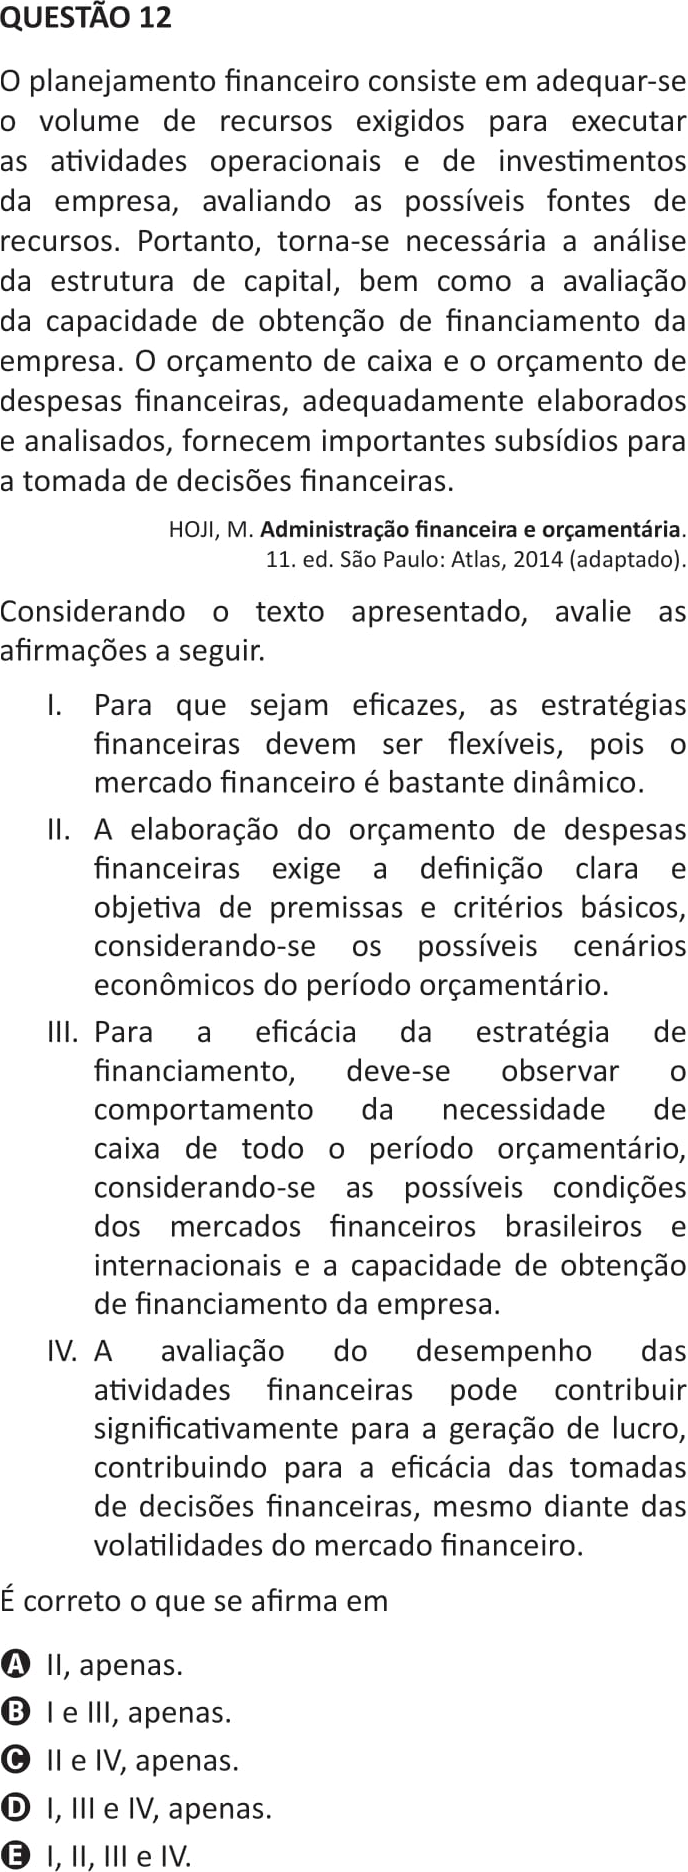 QUESTÃO 12
O planejamento financeiro consiste em adequar-se
o volume de recursos exigidos para executar
as atividades operacionais e de investimentos
da empresa, avaliando as possíveis fontes de
recursos. Portanto, torna-se necessária a análise
da estrutura de capital, bem como a avaliação
da capacidade de obtenção de financiamento da
empresa. O orçamento de caixa e o orçamento de
despesas financeiras, adequadamente elaborados
e analisados, fornecem importantes subsídios para
a tomada de decisões financeiras.
HOJI, M. Administração financeira e orçamentária.
11. ed. São Paulo: Atlas, 2014 (adaptado).
Considerando o texto apresentado, avalie as
afirmações a seguir.
I. Para que sejam eficazes, as estratégias
financeiras devem ser flexíveis, pois o
mercado financeiro é bastante dinâmico.
II. A elaboração do orçamento de despesas
financeiras exige a definição clara e
objetiva de premissas e critérios básicos,
considerando-se os possíveis cenários
econômicos do período orçamentário.
III. Para a eficácia da estratégia de
financiamento, deve-se observar o
comportamento da necessidade de
caixa de todo o período orçamentário,
considerando-se as possíveis condições
dos mercados financeiros brasileiros e
internacionais e a capacidade de obtenção
de financiamento da empresa.
IV. A avaliação do desempenho das
atividades financeiras pode contribuir
significativamente para a geração de lucro,
contribuindo para a eficácia das tomadas
de decisões financeiras, mesmo diante das
volatilidades do mercado financeiro.
É correto o que se afirma em
A II, apenas.
B I e III, apenas.
C II e IV, apenas.
D I, III e IV, apenas.
E I, II, III e IV.